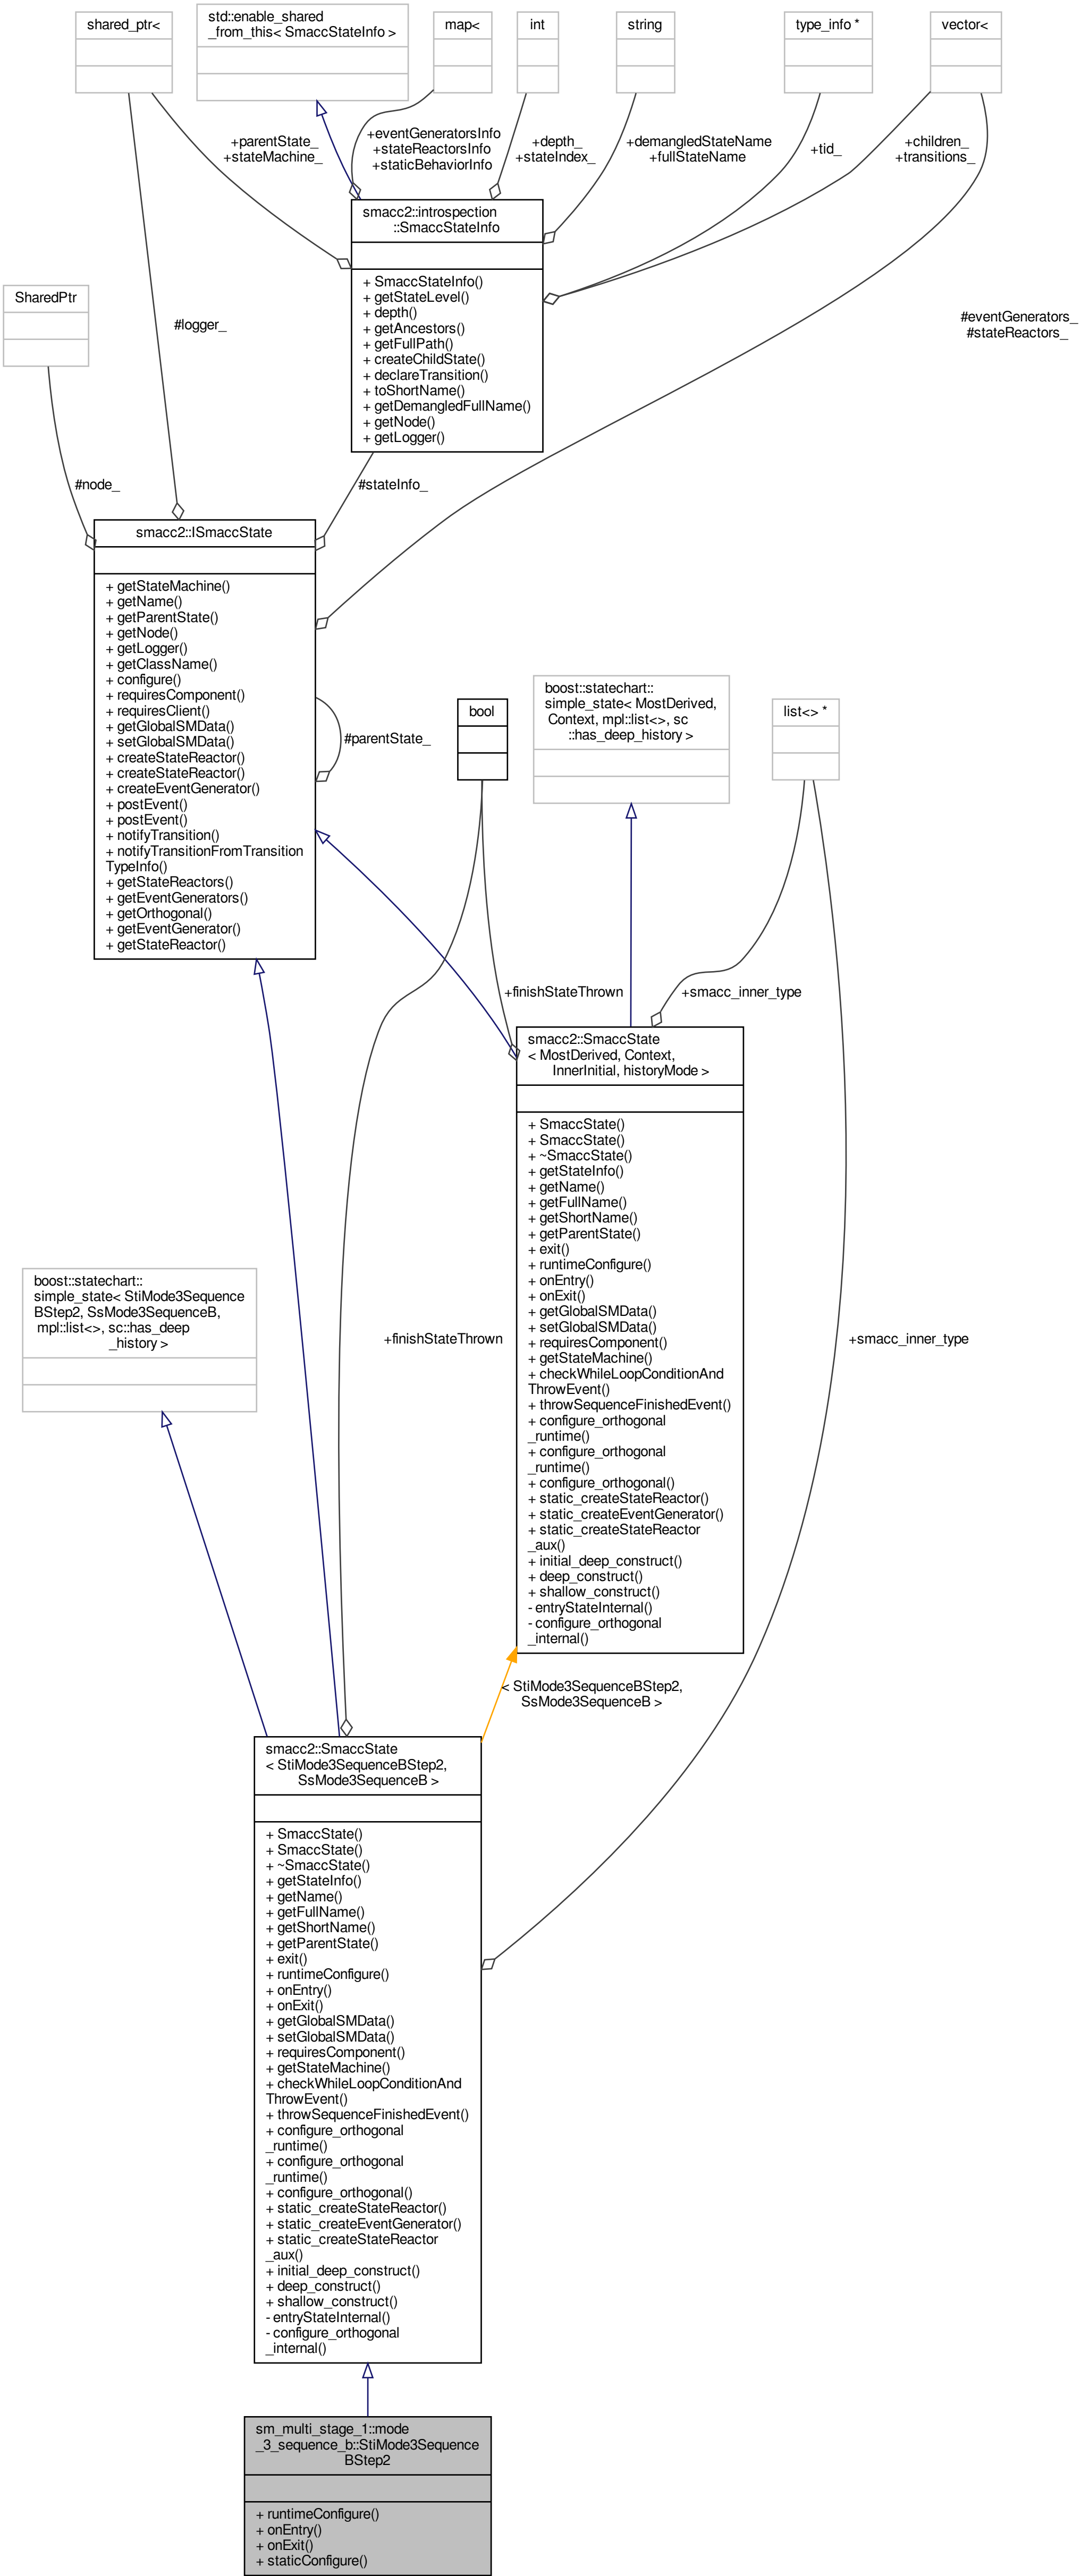 shared_ptr<
std::enable_shared
_from_this< SmaccStateInfo >
map<
int
string
type_info *
vector<
+parentState_
+stateMachine_
+eventGeneratorsInfo
+stateReactorsInfo
+staticBehaviorInfo
+depth_
+stateIndex_
+demangledStateName
+fullStateName
+tid_
+children_
+transitions_
smacc2::introspection
::SmaccStateInfo
+ SmaccStateInfo()
+ getStateLevel()
+ depth()
+ getAncestors()
+ getFullPath()
+ createChildState()
+ declareTransition()
+ toShortName()
+ getDemangledFullName()
+ getNode()
+ getLogger()
SharedPtr
#logger_
#eventGenerators_
#stateReactors_
#node_
#stateInfo_
smacc2::ISmaccState
+ getStateMachine()
+ getName()
+ getParentState()
+ getNode()
+ getLogger()
+ getClassName()
+ configure()
+ requiresComponent()
+ requiresClient()
+ getGlobalSMData()
+ setGlobalSMData()
+ createStateReactor()
+ createStateReactor()
+ createEventGenerator()
+ postEvent()
+ postEvent()
+ notifyTransition()
+ notifyTransitionFromTransition
TypeInfo()
+ getStateReactors()
+ getEventGenerators()
+ getOrthogonal()
+ getEventGenerator()
+ getStateReactor()
#parentState_
bool
boost::statechart::
simple_state< MostDerived,
Context, mpl::list<>, sc
::has_deep_history >
list<> *
+finishStateThrown
+smacc_inner_type
smacc2::SmaccState
< MostDerived, Context,
InnerInitial, historyMode >
+ SmaccState()
+ SmaccState()
+ ~SmaccState()
+ getStateInfo()
+ getName()
+ getFullName()
+ getShortName()
+ getParentState()
+ exit()
+ runtimeConfigure()
+ onEntry()
+ onExit()
+ getGlobalSMData()
+ setGlobalSMData()
+ requiresComponent()
+ getStateMachine()
+ checkWhileLoopConditionAnd
ThrowEvent()
+ throwSequenceFinishedEvent()
+ configure_orthogonal
_runtime()
+ configure_orthogonal
_runtime()
+ configure_orthogonal()
+ static_createStateReactor()
+ static_createEventGenerator()
+ static_createStateReactor
_aux()
+ initial_deep_construct()
+ deep_construct()
+ shallow_construct()
- entryStateInternal()
- configure_orthogonal
_internal()
boost::statechart::
simple_state< StiMode3Sequence
BStep2, SsMode3SequenceB,
mpl::list<>, sc::has_deep
_history >
+finishStateThrown
+smacc_inner_type
< StiMode3SequenceBStep2,
SsMode3SequenceB >
smacc2::SmaccState
< StiMode3SequenceBStep2,
SsMode3SequenceB >
+ SmaccState()
+ SmaccState()
+ ~SmaccState()
+ getStateInfo()
+ getName()
+ getFullName()
+ getShortName()
+ getParentState()
+ exit()
+ runtimeConfigure()
+ onEntry()
+ onExit()
+ getGlobalSMData()
+ setGlobalSMData()
+ requiresComponent()
+ getStateMachine()
+ checkWhileLoopConditionAnd
ThrowEvent()
+ throwSequenceFinishedEvent()
+ configure_orthogonal
_runtime()
+ configure_orthogonal
_runtime()
+ configure_orthogonal()
+ static_createStateReactor()
+ static_createEventGenerator()
+ static_createStateReactor
_aux()
+ initial_deep_construct()
+ deep_construct()
+ shallow_construct()
- entryStateInternal()
- configure_orthogonal
_internal()
sm_multi_stage_1::mode
_3_sequence_b::StiMode3Sequence
BStep2
+ runtimeConfigure()
+ onEntry()
+ onExit()
+ staticConfigure()